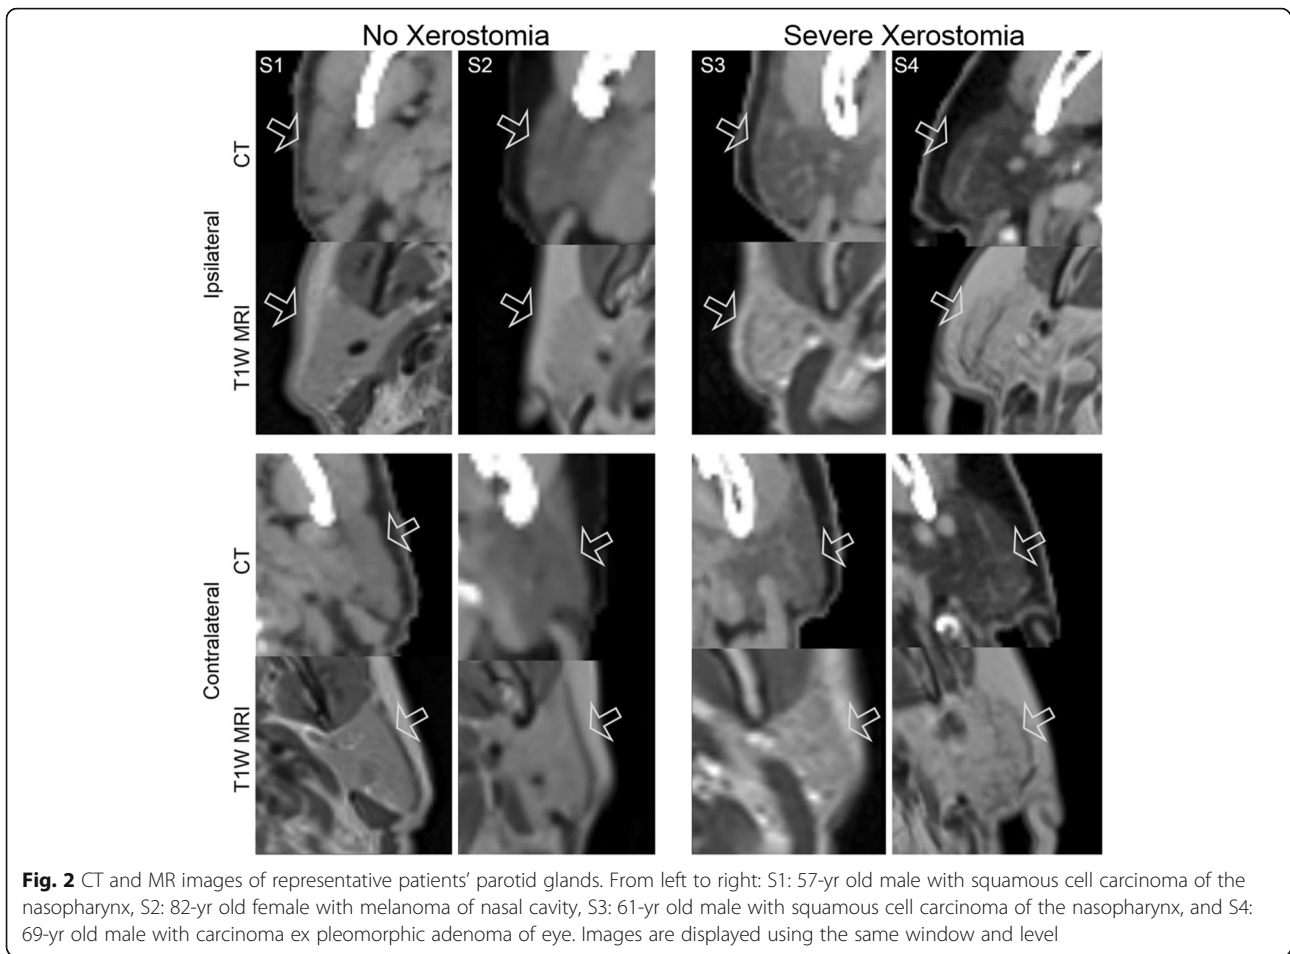 No Xerostomia
Severe Xerostomia
S1
S2
S3
S4
Ipsilateral
CT
T1W MRI
Contralateral
CT
T1W MRI
Fig. 2 CT and MR images of representative patients’ parotid glands. From left to right: S1: 57-yr old male with squamous cell carcinoma of the
nasopharynx, S2: 82-yr old female with melanoma of nasal cavity, S3: 61-yr old male with squamous cell carcinoma of the nasopharynx, and S4:
69-yr old male with carcinoma ex pleomorphic adenoma of eye. Images are displayed using the same window and level